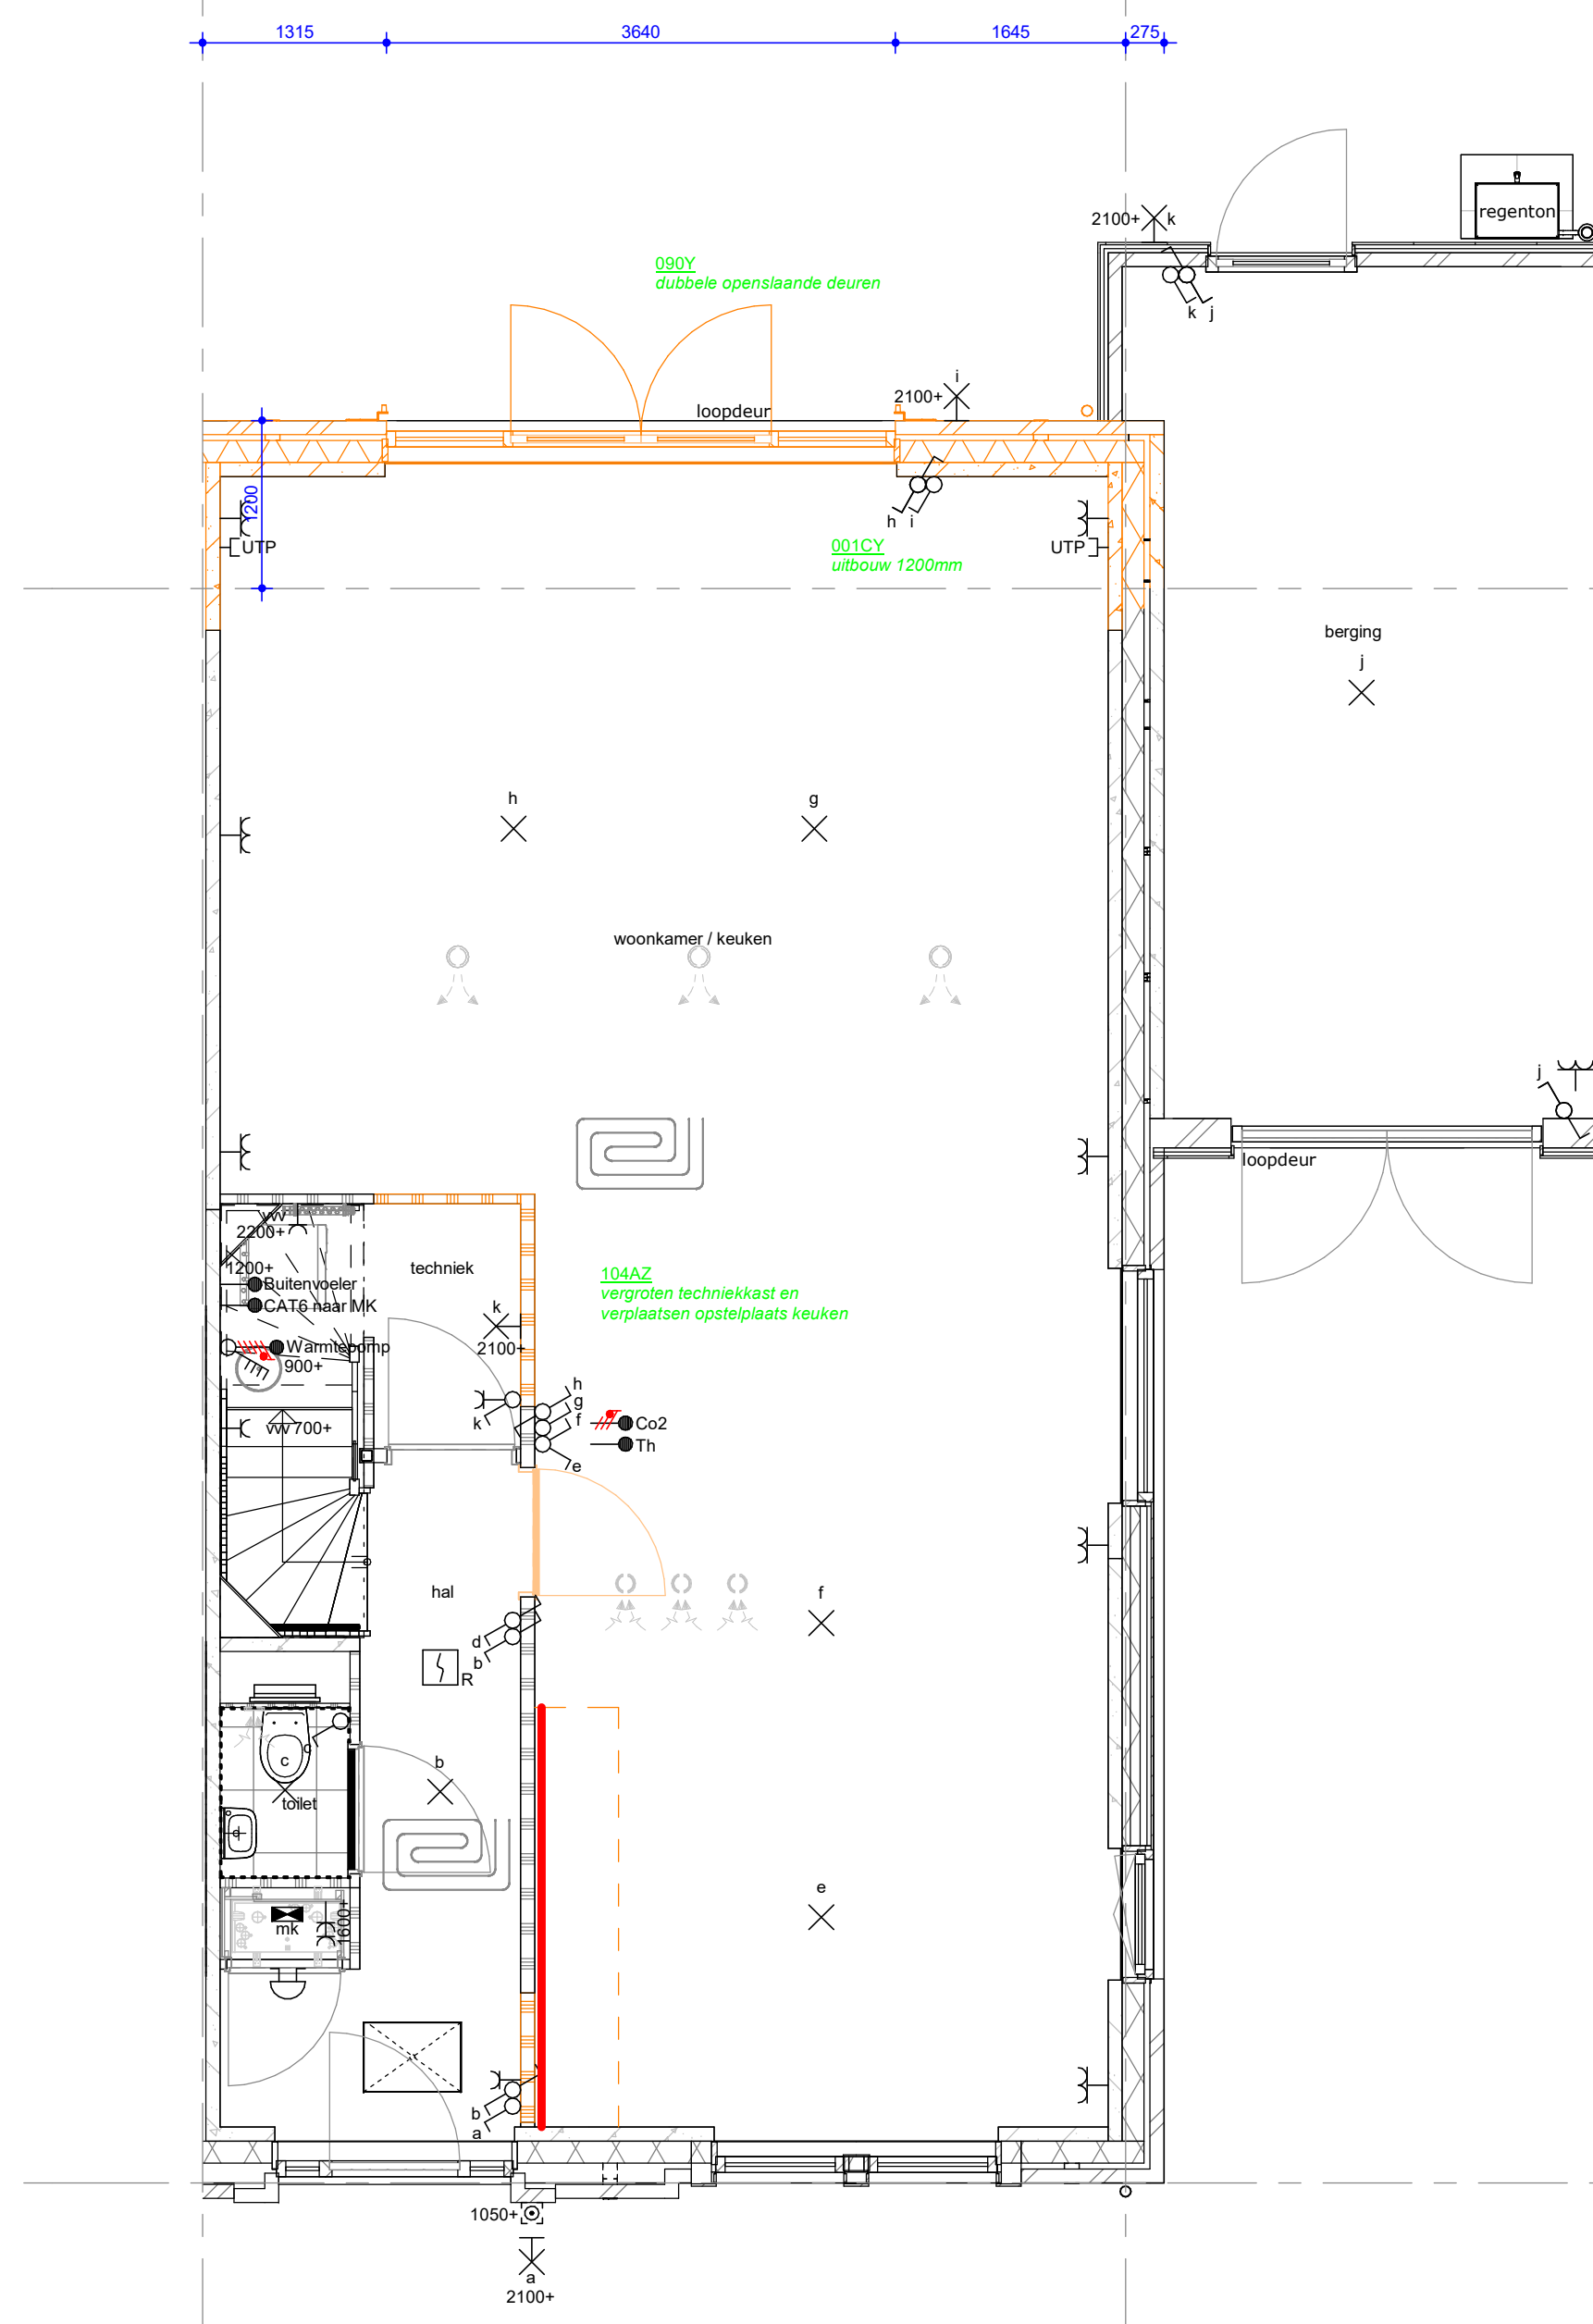 1315
3640
1645
275
regenton
2100+
k
090Y
dubbele openslaande deuren
k
j
i
2100+
loopdeur
1200
h
i
UTP
001CY
uitbouw 1200mm
UTP
berging
j
h
g
woonkamer / keuken
j
loopdeur
vvv
2200+
techniek
1200+
104AZ
vergroten techniekkast en
verplaatsen opstelplaats keuken
Buitenvoeler
CAT6 naar MK
k
2100+
Warmtepomp
900+
h
g
f
k
Co2
vvv 700+
Th
e
hal
f
d
b
R
c
c
b
toilet
d
e
mk
1600+
b
a
1050+
a
2100+